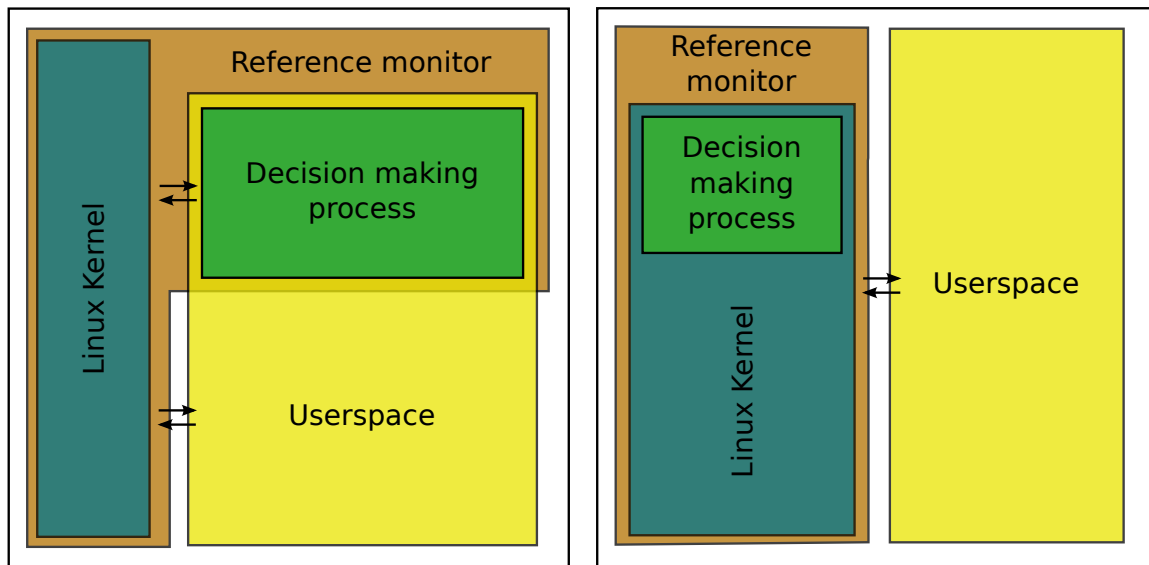 Reference monitor
Decision making
process
Linux Kernel
Userspace
Reference
monitor
Decision
making
process
Linux Kernel
Userspace